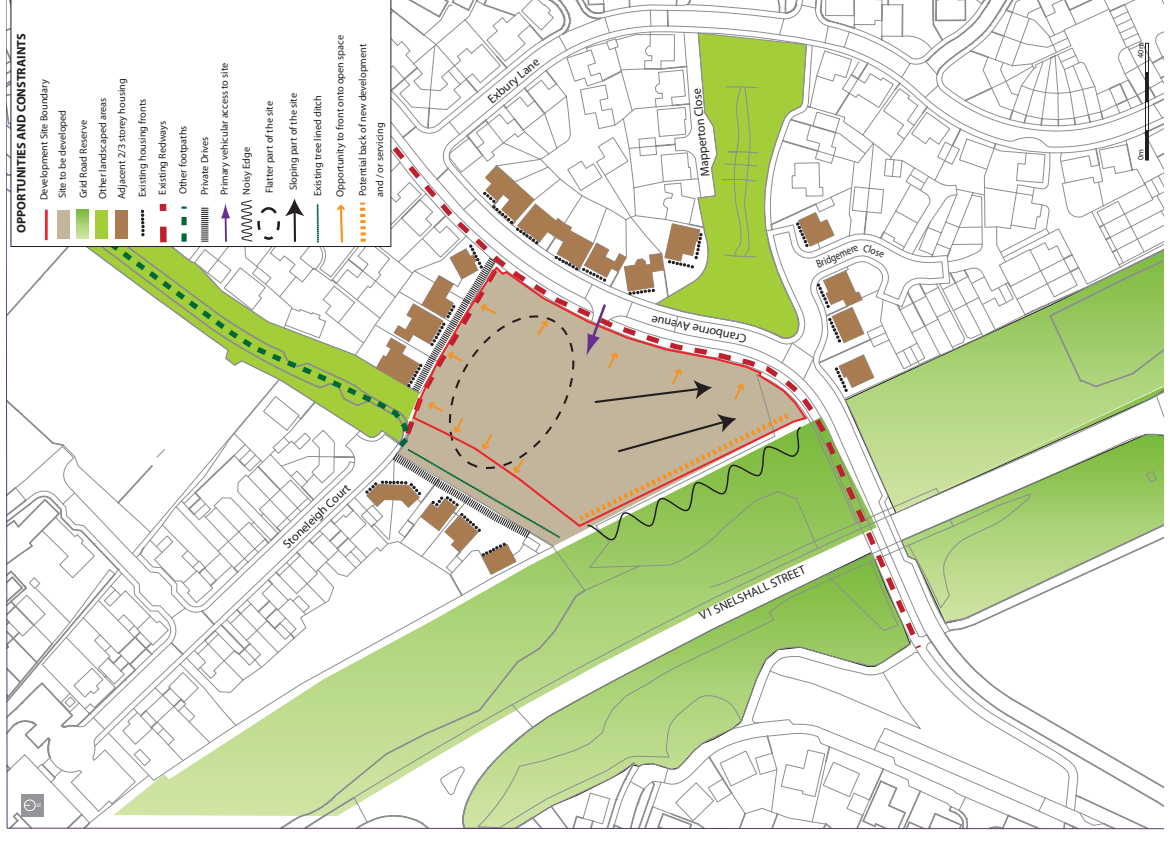 OPPORTUNITIES AND CONSTRAINTS
Development Site Boundary
Site to be developed
Grid Road Reserve
Other landscaped areas
Adjacent 2/3 storey housing
Existing housing fronts
Existing Redways
Other footpaths
Private Drives
Primary vehicular access to site
Noisy Edge
Flatter part of the site
Sloping part of the site
Existing tree lined ditch
Opportunity to front onto open space
Potential back of new development
and / or servicing
Exbury Lane
Mapperton Close
Cranborne Avenue
Bridgemere Close
Stoneleigh Court
V1 SNELSHALL STREET
0m
40m